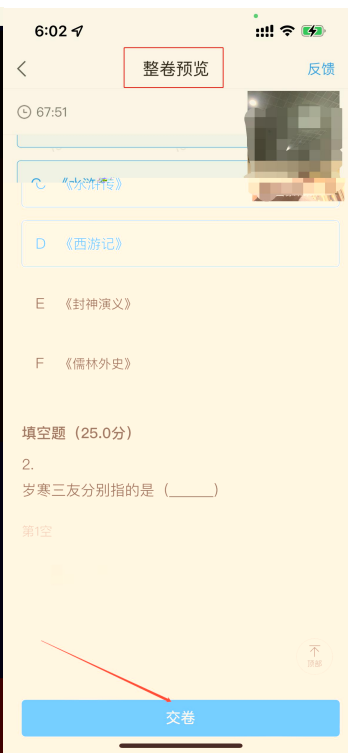 6:02
整卷预览
反馈
67:51
C 《水浒传》
D 《西游记》
E 《封神演义》
F 《儒林外史》
填空题（25.0分）
2.
岁寒三友分别指的是（______）
第1空
顶部
交卷